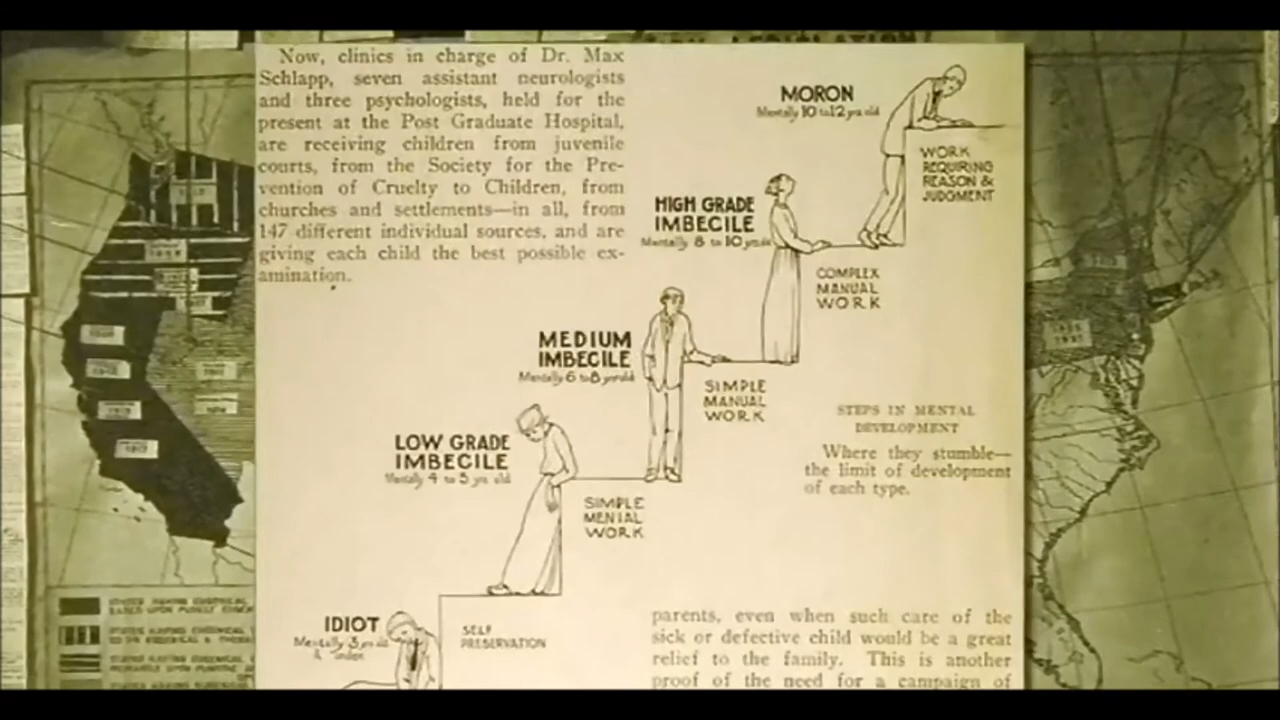 LEGISLATION
Now, clinics in charge of Dr. Max
Schlapp, seven assistant neurologists
and three psychologists, held for the
present at the Post Graduate Hospital,
are receiving children from juvenile
courts, from the Society for the Pre-
vention of Cruelty to Children, from
churches and settlements—in all, from
147 different individual sources, and are
giving each child the best possible ex-
amination.
MORON
Mentally 10 to 12 yrs old
WORK
REQUIRING
REASON &
JUDGMENT
HIGH GRADE
IMBECILE
Mentally 8 to 10 yrs old
COMPLEX
MANUAL
WORK
MEDIUM
IMBECILE
Mentally 6 to 8 yrs old
SIMPLE
MANUAL
WORK
STEPS IN MENTAL
DEVELOPMENT
Where they stumble—
the limit of development
of each type.
LOW GRADE
IMBECILE
Mentally 4 to 5 yrs old
SIMPLE
MENIAL
WORK
IDIOT
Mentally 3 yrs old
& under
SELF
PRESERVATION
parents, even when such care of the
sick or defective child would be a great
relief to the family. This is another
proof of the need for a campaign of